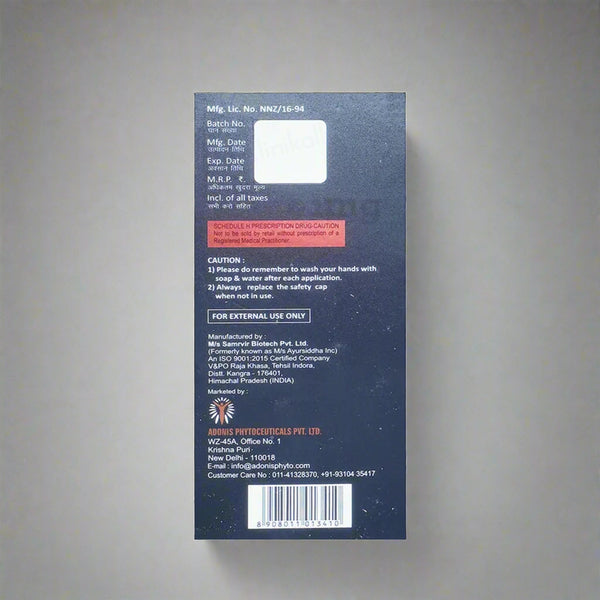 Mfg. Lic. No. NNZ/16-94
Batch No.
घान संख्या
Mfg. Date
उत्पादन तिथि
Exp. Date
अवसान तिथि
M.R.P. ₹.
अधिकतम खुदरा मूल्य
Incl. of all taxes
सभी करो सहित
SCHEDULE H PRESCRIPTION DRUG-CAUTION
Not to be sold by retail without prescription of a
Registered Medical Practitioner.
CAUTION :
1) Please do remember to wash your hands with
soap & water after each application.
2) Always replace the safety cap
when not in use.
FOR EXTERNAL USE ONLY
Manufactured by :
M/s Samrvir Biotech Pvt. Ltd.
(Formerly known as M/s Ayursiddha Inc)
An ISO 9001:2015 Certified Company
V&PO Raja Khasa, Tehsil Indora,
Distt. Kangra - 176401,
Himachal Pradesh (INDIA)
Marketed by :
ADONIS PHYTOCEUTICALS PVT. LTD.
WZ-45A, Office No. 1
Krishna Puri
New Delhi - 110018
E-mail : info@adonisphyto.com
Customer Care No : 011-41328370, +91-93104 35417
8 908011 013410